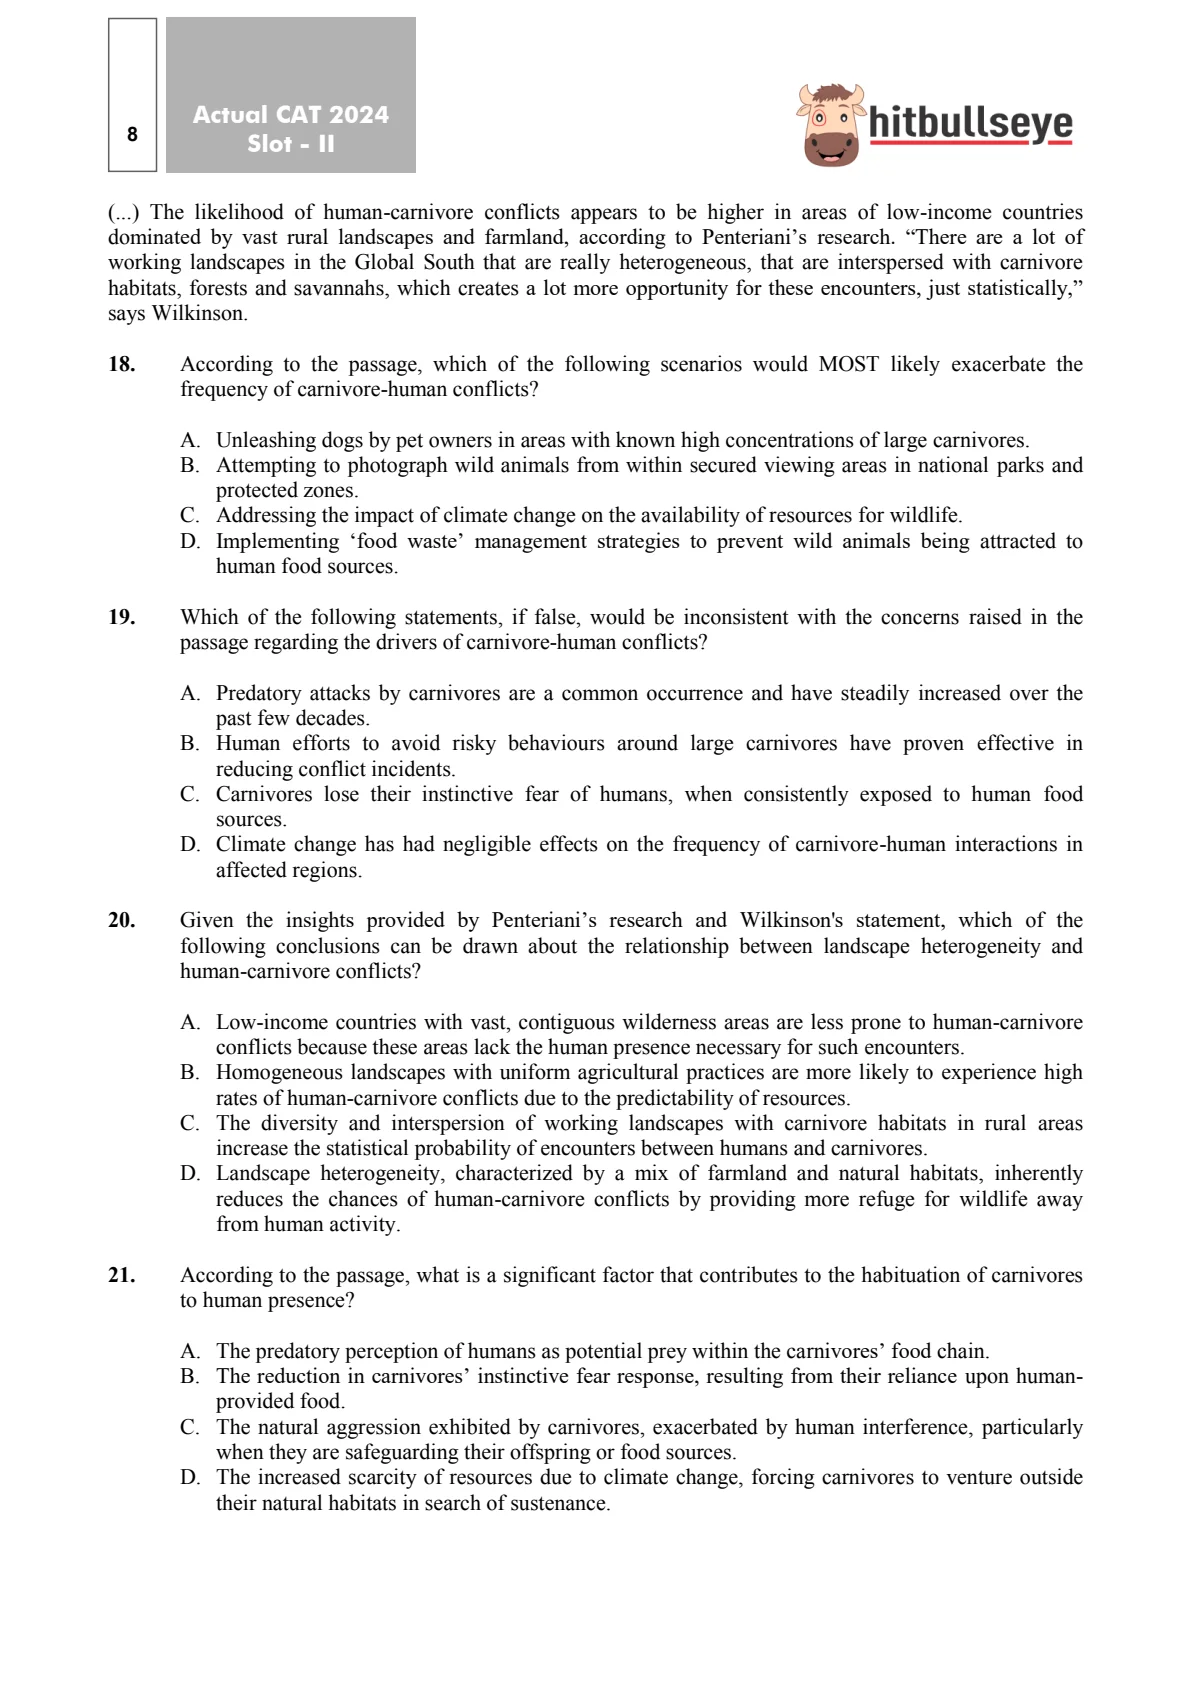 8
Actual CAT 2024
Slot - II
hitbullseye
(...) The likelihood of human-carnivore conflicts appears to be higher in areas of low-income countries
dominated by vast rural landscapes and farmland, according to Penteriani’s research. “There are a lot of
working landscapes in the Global South that are really heterogeneous, that are interspersed with carnivore
habitats, forests and savannahs, which creates a lot more opportunity for these encounters, just statistically,”
says Wilkinson.
18. According to the passage, which of the following scenarios would MOST likely exacerbate the
frequency of carnivore-human conflicts?
A. Unleashing dogs by pet owners in areas with known high concentrations of large carnivores.
B. Attempting to photograph wild animals from within secured viewing areas in national parks and
protected zones.
C. Addressing the impact of climate change on the availability of resources for wildlife.
D. Implementing ‘food waste’ management strategies to prevent wild animals being attracted to
human food sources.
19. Which of the following statements, if false, would be inconsistent with the concerns raised in the
passage regarding the drivers of carnivore-human conflicts?
A. Predatory attacks by carnivores are a common occurrence and have steadily increased over the
past few decades.
B. Human efforts to avoid risky behaviours around large carnivores have proven effective in
reducing conflict incidents.
C. Carnivores lose their instinctive fear of humans, when consistently exposed to human food
sources.
D. Climate change has had negligible effects on the frequency of carnivore-human interactions in
affected regions.
20. Given the insights provided by Penteriani’s research and Wilkinson's statement, which of the
following conclusions can be drawn about the relationship between landscape heterogeneity and
human-carnivore conflicts?
A. Low-income countries with vast, contiguous wilderness areas are less prone to human-carnivore
conflicts because these areas lack the human presence necessary for such encounters.
B. Homogeneous landscapes with uniform agricultural practices are more likely to experience high
rates of human-carnivore conflicts due to the predictability of resources.
C. The diversity and interspersion of working landscapes with carnivore habitats in rural areas
increase the statistical probability of encounters between humans and carnivores.
D. Landscape heterogeneity, characterized by a mix of farmland and natural habitats, inherently
reduces the chances of human-carnivore conflicts by providing more refuge for wildlife away
from human activity.
21. According to the passage, what is a significant factor that contributes to the habituation of carnivores
to human presence?
A. The predatory perception of humans as potential prey within the carnivores’ food chain.
B. The reduction in carnivores’ instinctive fear response, resulting from their reliance upon human-
provided food.
C. The natural aggression exhibited by carnivores, exacerbated by human interference, particularly
when they are safeguarding their offspring or food sources.
D. The increased scarcity of resources due to climate change, forcing carnivores to venture outside
their natural habitats in search of sustenance.